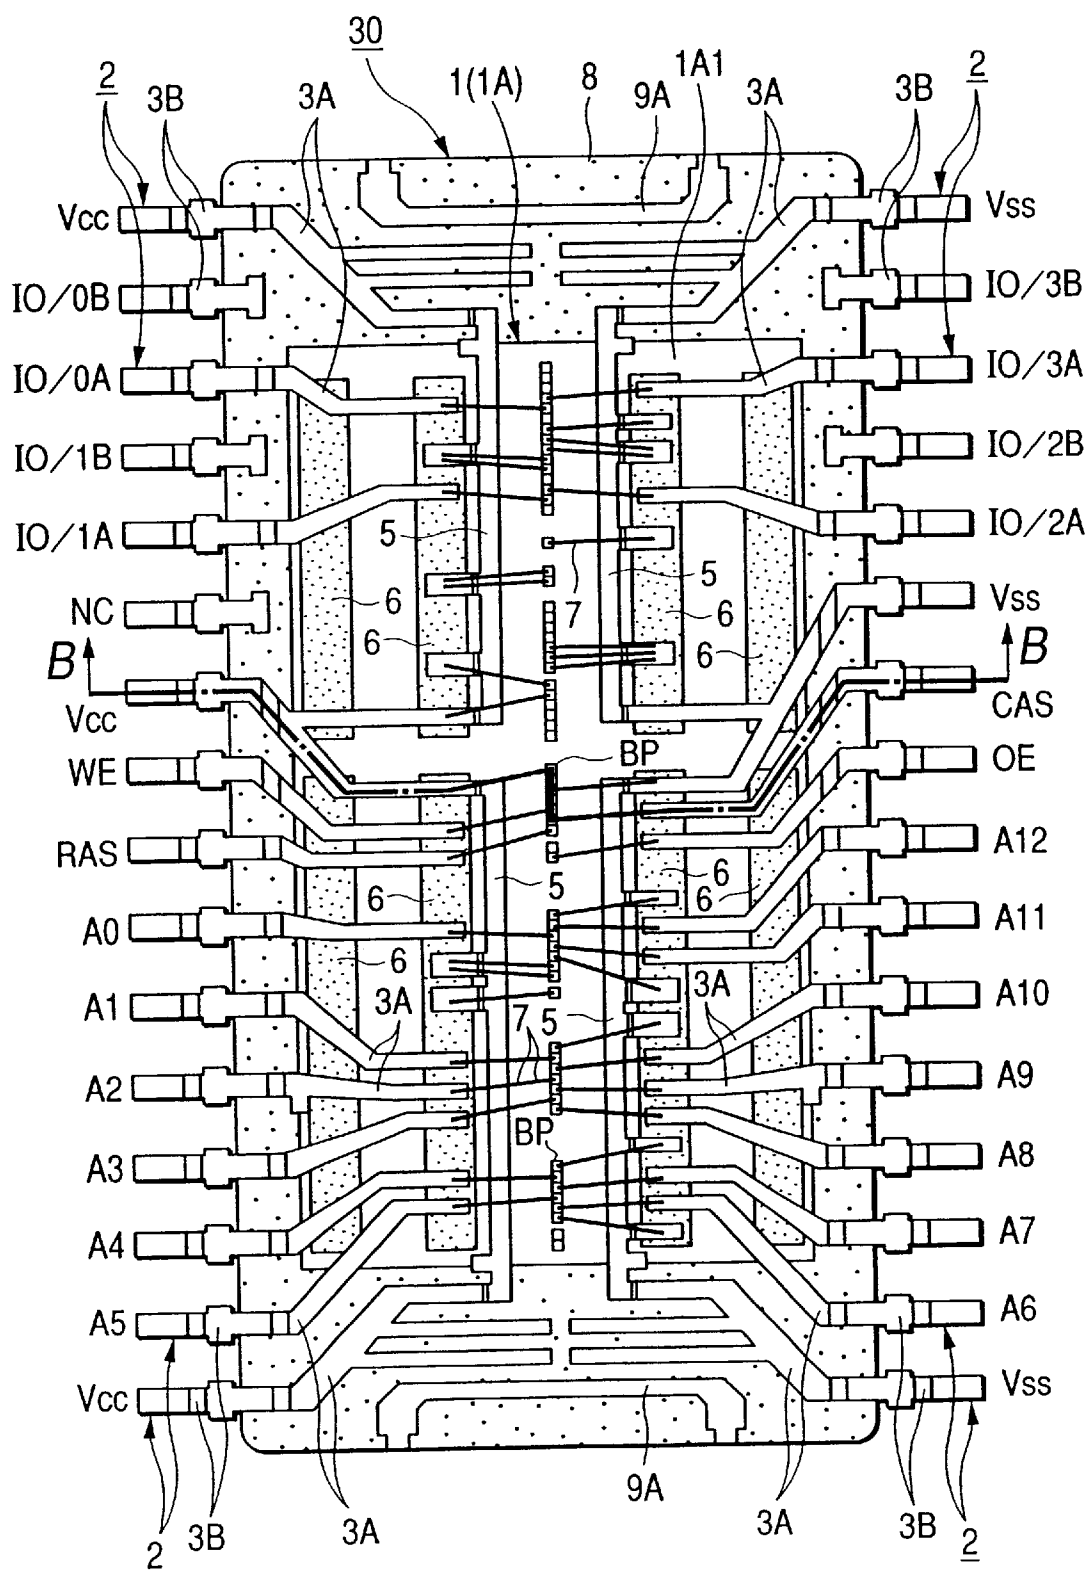 30
2 3B 3A 1(1A) 8 9A 1A1 3A 3B 2
Vcc Vss
IO/0B IO/3B
IO/0A IO/3A
IO/1B IO/2B
IO/1A 5 IO/2A
7 5
NC 6 6 Vss
6 6
B B
Vcc CAS
WE BP OE
RAS A12
6 5 6 6
A0 A11
6
A1 3A 7 5 3A A10
A2 3A A9
BP
A3 A8
A4 A7
A5 A6
Vcc Vss
2 3B 3A 9A 3A 3B 2